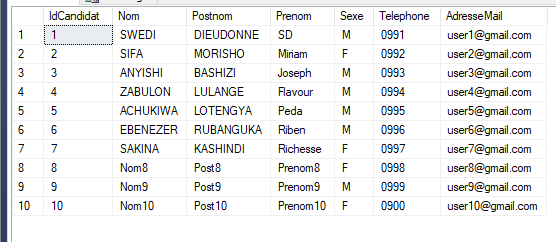 IdCandidat Nom Postnom Prenom Sexe Telephone AdresseMail
1 1 SWEDI DIEUDONNE SD M 0991 user1@gmail.com
2 2 SIFA MORISHO Miriam F 0992 user2@gmail.com
3 3 ANYISHI BASHIZI Joseph M 0993 user3@gmail.com
4 4 ZABULON LULANGE Flavour M 0994 user4@gmail.com
5 5 ACHUKIWA LOTENGYA Peda M 0995 user5@gmail.com
6 6 EBENEZER RUBANGUKA Riben M 0996 user6@gmail.com
7 7 SAKINA KASHINDI Richesse F 0997 user7@gmail.com
8 8 Nom8 Post8 Prenom8 F 0998 user8@gmail.com
9 9 Nom9 Post9 Prenom9 M 0999 user9@gmail.com
10 10 Nom10 Post10 Prenom10 F 0900 user10@gmail.com